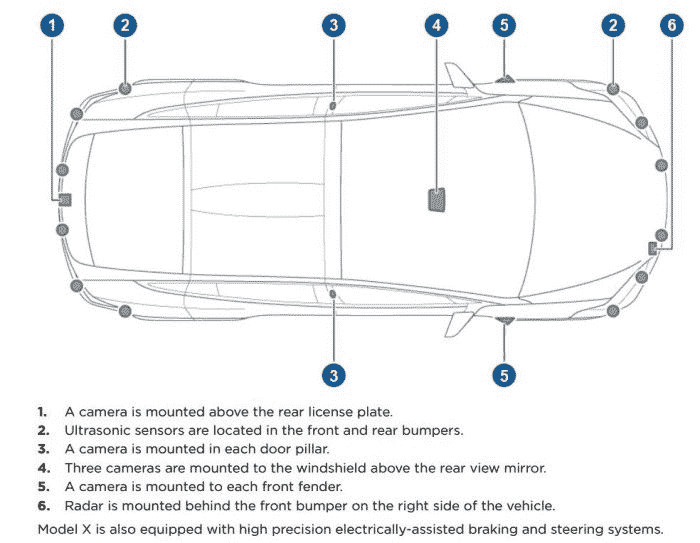 1 2 3 4 5 2 6
3 5
1. A camera is mounted above the rear license plate.
2. Ultrasonic sensors are located in the front and rear bumpers.
3. A camera is mounted in each door pillar.
4. Three cameras are mounted to the windshield above the rear view mirror.
5. A camera is mounted to each front fender.
6. Radar is mounted behind the front bumper on the right side of the vehicle.
Model X is also equipped with high precision electrically-assisted braking and steering systems.